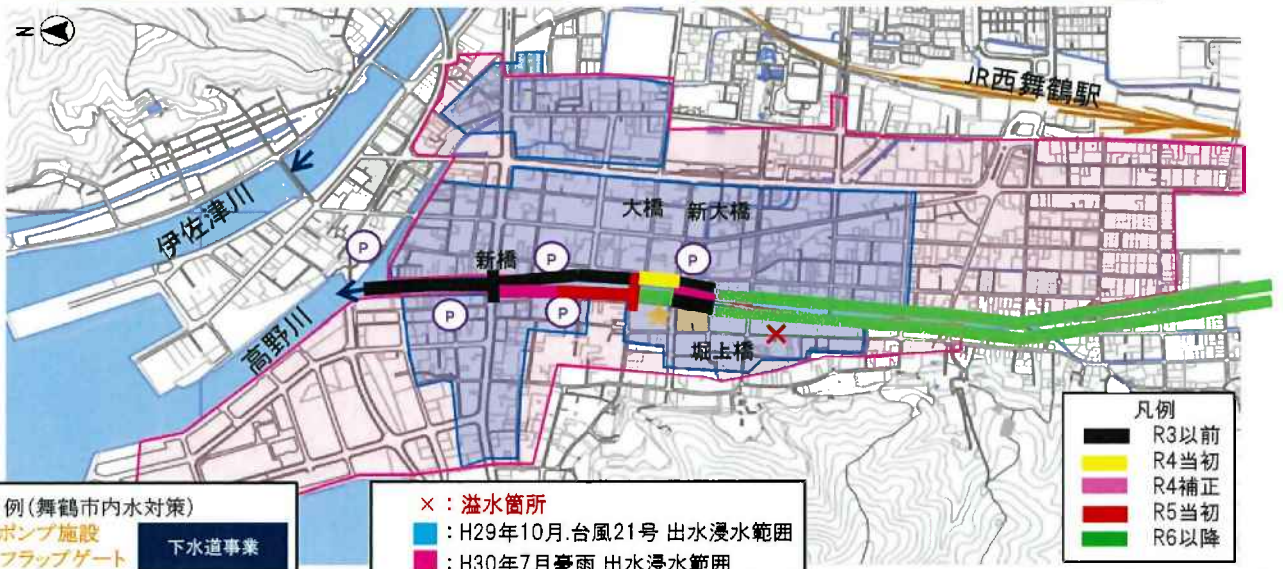 N
JR西舞鶴駅
伊佐津川
大橋 新大橋
P
新橋
P
P
高野川
P
P
堀上橋
凡例
R3以前
R4当初
R4補正
R5当初
R6以降
例(舞鶴市内水対策)
ポンプ施設
フラップゲート
下水道事業
×：溢水箇所
：H29年10月.台風21号 出水浸水範囲
：H30年7月豪雨 出水浸水範囲